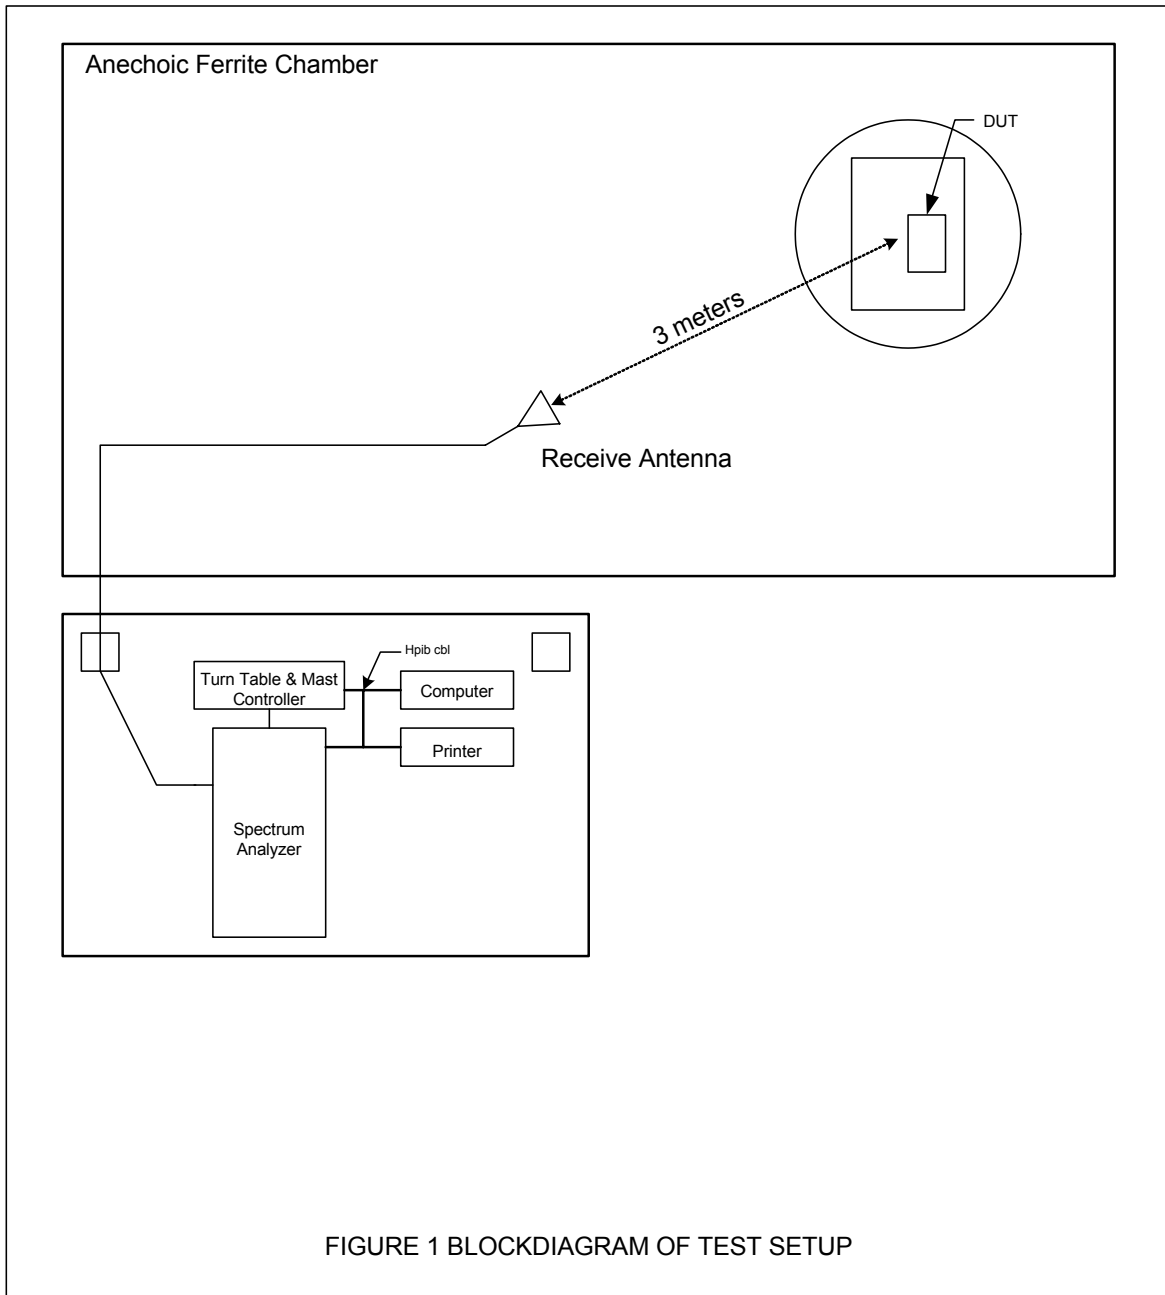 Anechoic Ferrite Chamber
DUT
3 meters
Receive Antenna
Hpib cbl
Turn Table & Mast
Controller
Computer
Printer
Spectrum
Analyzer
FIGURE 1 BLOCKDIAGRAM OF TEST SETUP